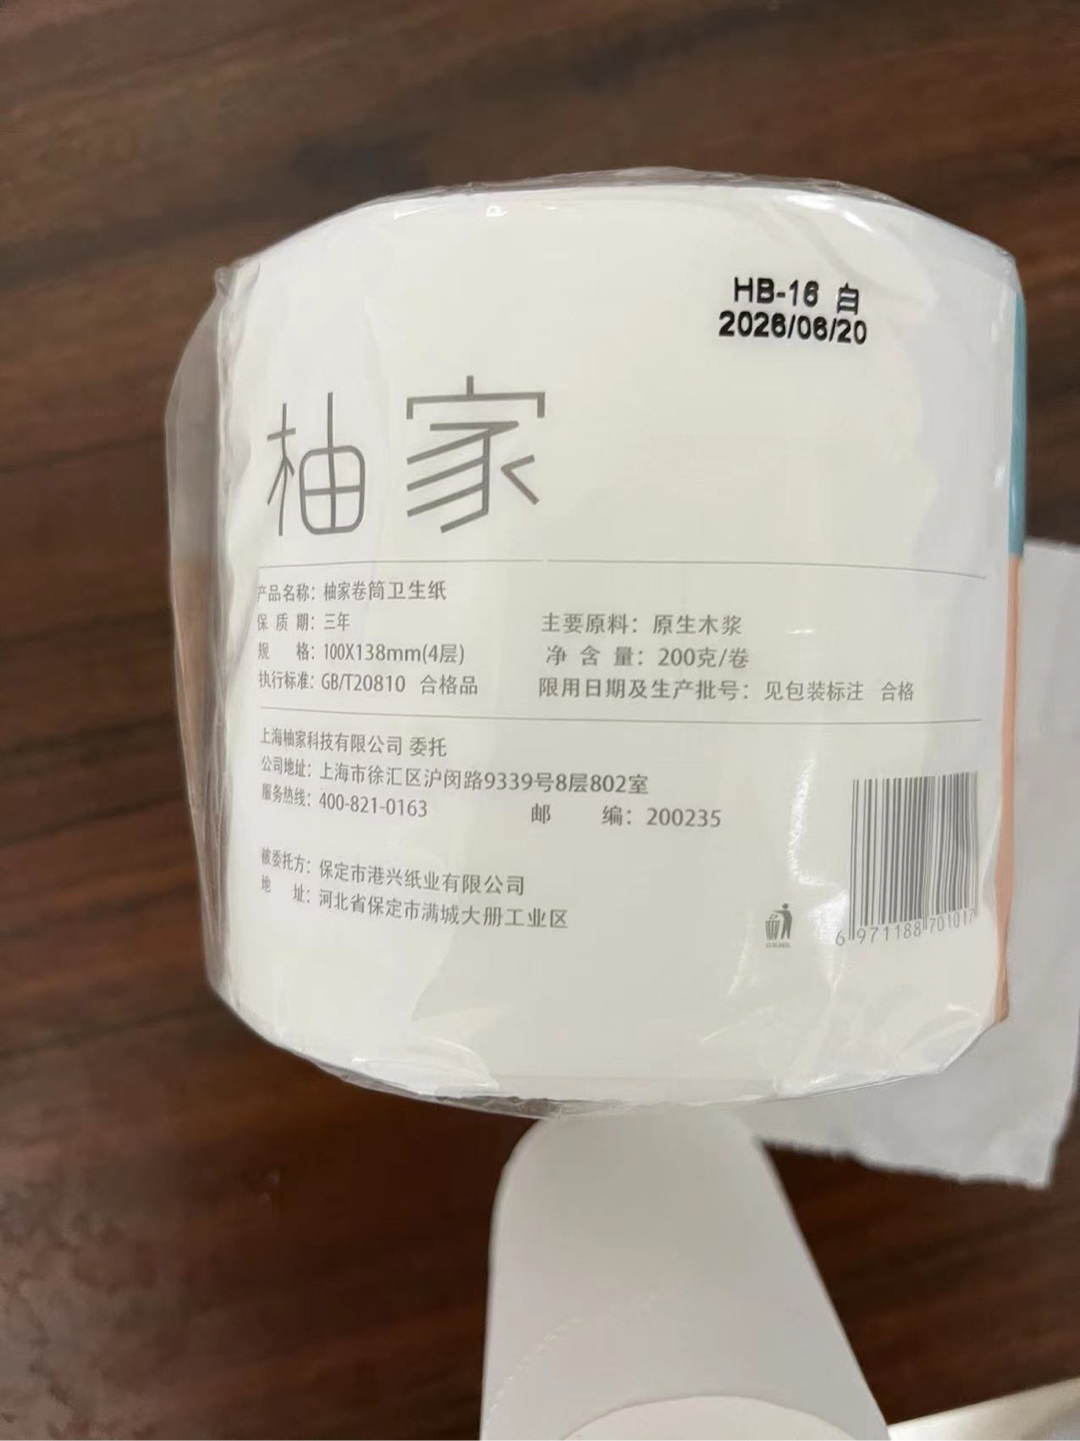 HB-16 白
2026/06/20
柚家
产品名称：柚家卷筒卫生纸
保 质 期：三年
主要原料：原生木浆
规 格：100X138mm(4层)
净 含 量：200克/卷
执行标准：GB/T20810 合格品
限用日期及生产批号：见包装标注 合格
上海柚家科技有限公司 委托
公司地址：上海市徐汇区沪闵路9339号8层802室
服务热线：400-821-0163
邮 编：200235
被委托方：保定市港兴纸业有限公司
地 址：河北省保定市满城大册工业区
6 971188 701017